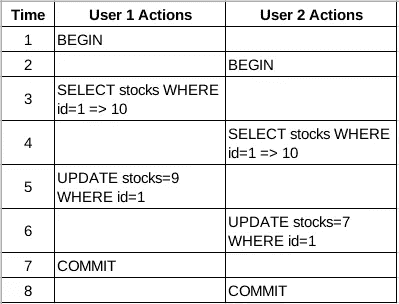 Time User 1 Actions User 2 Actions
1 BEGIN
2 BEGIN
3 SELECT stocks WHERE
id=1 => 10
4 SELECT stocks WHERE
id=1 => 10
5 UPDATE stocks=9
WHERE id=1
6 UPDATE stocks=7
WHERE id=1
7 COMMIT
8 COMMIT